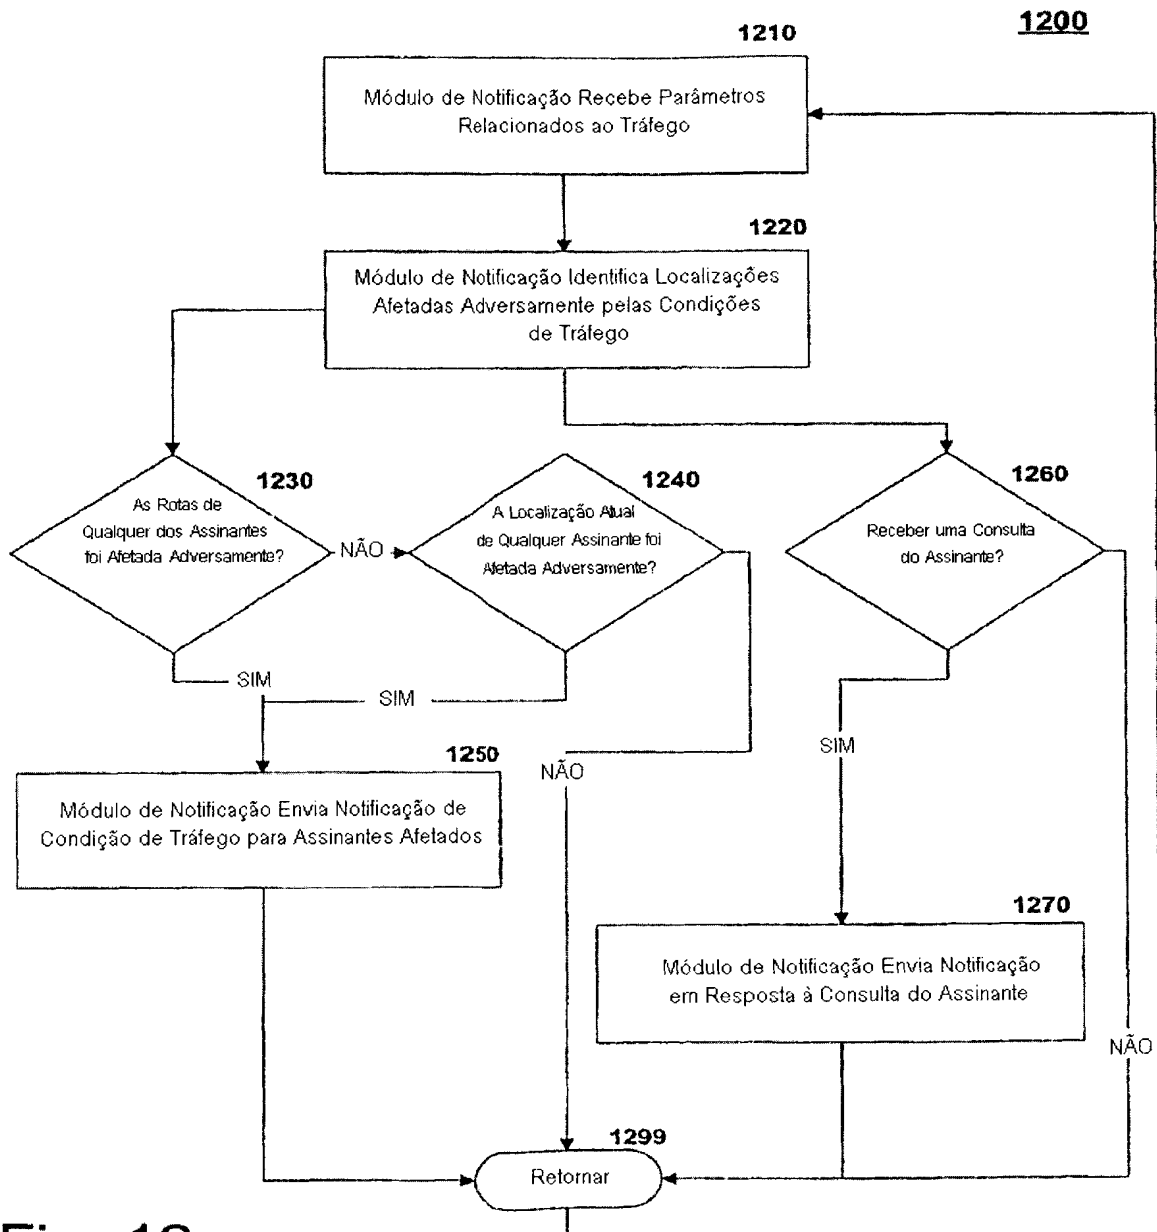 1200
1210
Módulo de Notificação Recebe Parâmetros
Relacionados ao Tráfego
1220
Módulo de Notificação Identifica Localizações
Afetadas Adversamente pelas Condições
de Tráfego
1230
As Rotas de
Qualquer dos Assinantes
foi Afetada Adversamente?
NÃO
1240
A Localização Atual
de Qualquer Assinante foi
Afetada Adversamente?
1260
Receber uma Consulta
do Assinante?
SIM
SIM
SIM
NÃO
1250
Módulo de Notificação Envia Notificação de
Condição de Tráfego para Assinantes Afetados
1270
Módulo de Notificação Envia Notificação
em Resposta à Consulta do Assinante
NÃO
1299
Retornar